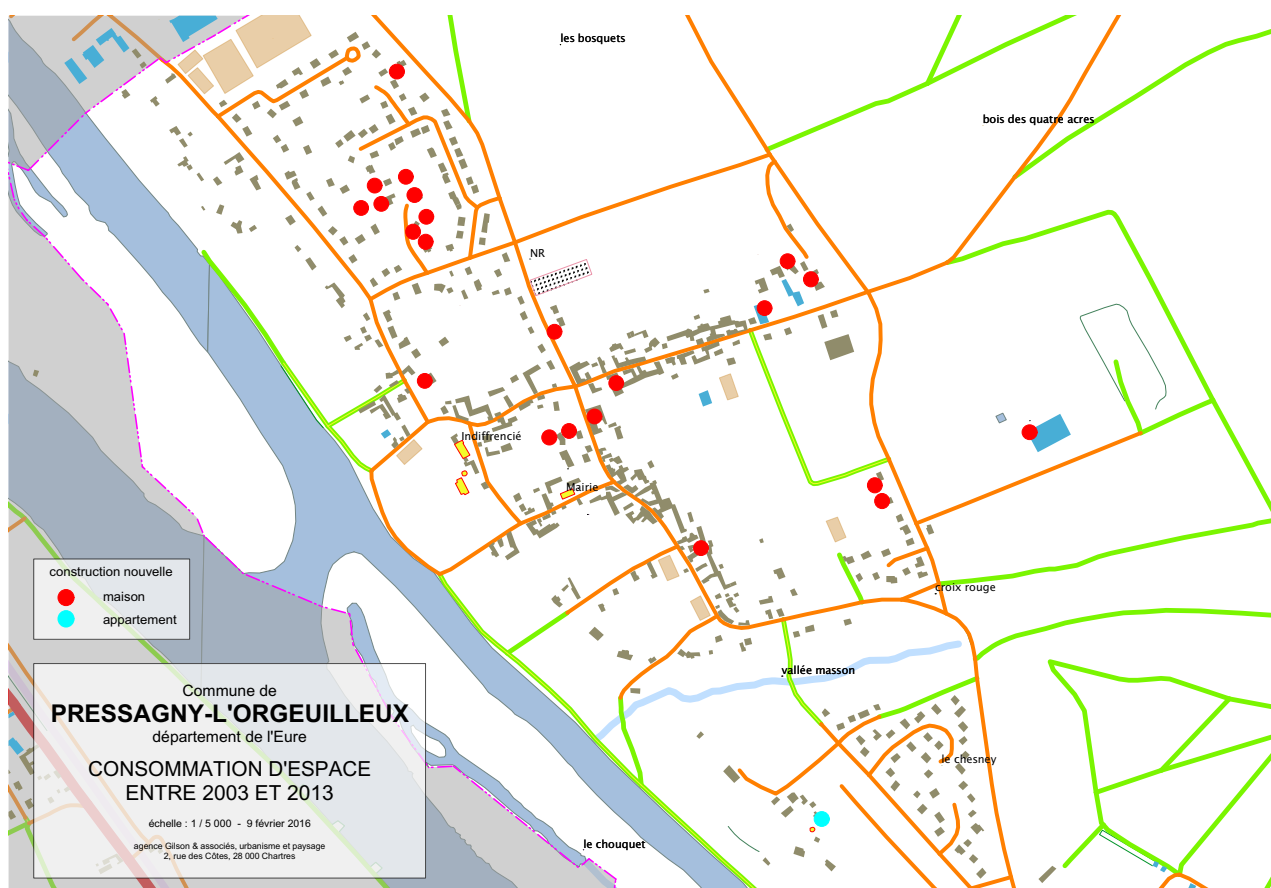 les bosquets
bois des quatre acres
NR
Indiffrencié
Mairie
croix rouge
vallée masson
le chesney
le chouquet
construction nouvelle
maison
appartement
Commune de
PRESSAGNY-L'ORGEUILLEUX
département de l'Eure
CONSOMMATION D'ESPACE
ENTRE 2003 ET 2013
échelle : 1 / 5 000 - 9 février 2016
agence Gilson & associés, urbanisme et paysage
2, rue des Côtes, 28 000 Chartres